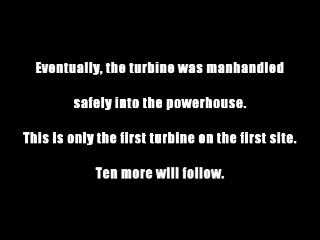 Eventually, the turbine was manhandled
safely into the powerhouse.
This is only the first turbine on the first site.
Ten more will follow.